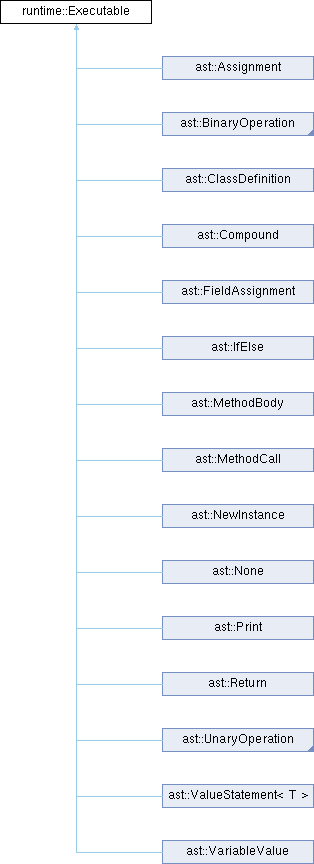 runtime::Executable
ast::Assignment
ast::BinaryOperation
ast::ClassDefinition
ast::Compound
ast::FieldAssignment
ast::IfElse
ast::MethodBody
ast::MethodCall
ast::NewInstance
ast::None
ast::Print
ast::Return
ast::UnaryOperation
ast::ValueStatement< T >
ast::VariableValue